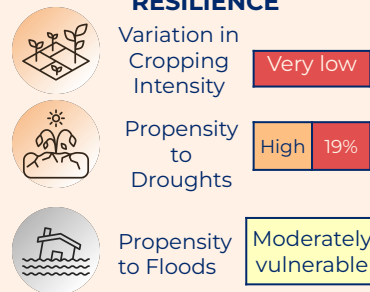 RESILIENCE
Variation in
Cropping
Intensity
Very low
Propensity
to
Droughts
High 19%
Propensity
to Floods
Moderately
vulnerable